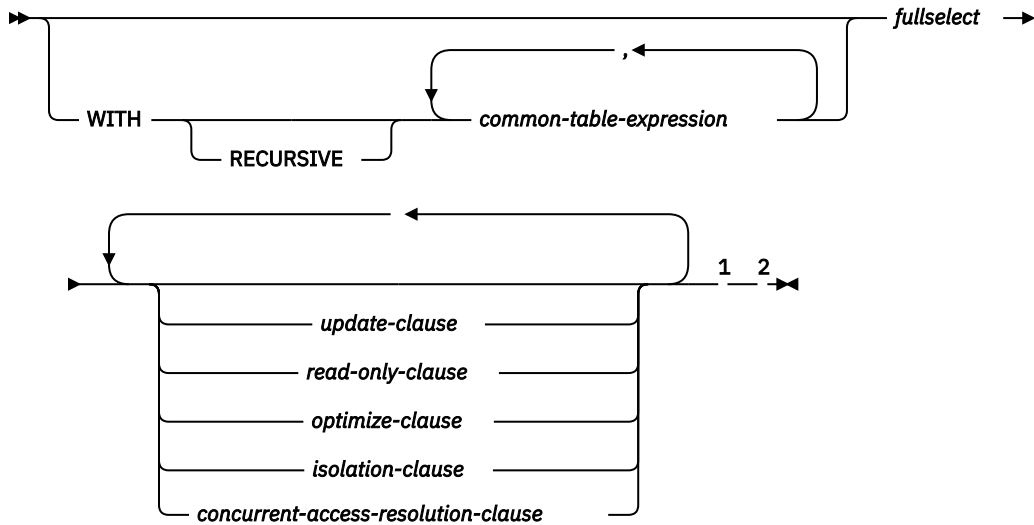 fullselect
,
WITH common-table-expression
RECURSIVE
1 2
update-clause
read-only-clause
optimize-clause
isolation-clause
concurrent-access-resolution-clause